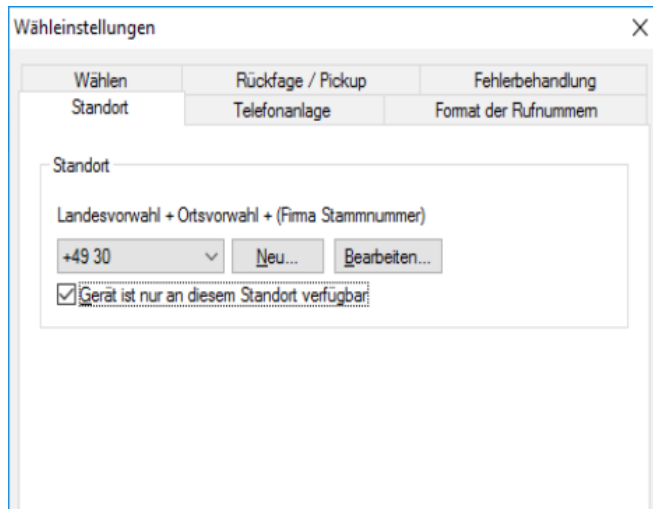 Wähleinstellungen
Wählen Rückfage / Pickup Fehlerbehandlung
Standort Telefonanlage Format der Rufnummern
Standort
Landesvorwahl + Ortsvorwahl + (Firma Stammnummer)
+49 30 Neu... Bearbeiten...
Gerät ist nur an diesem Standort verfügbar